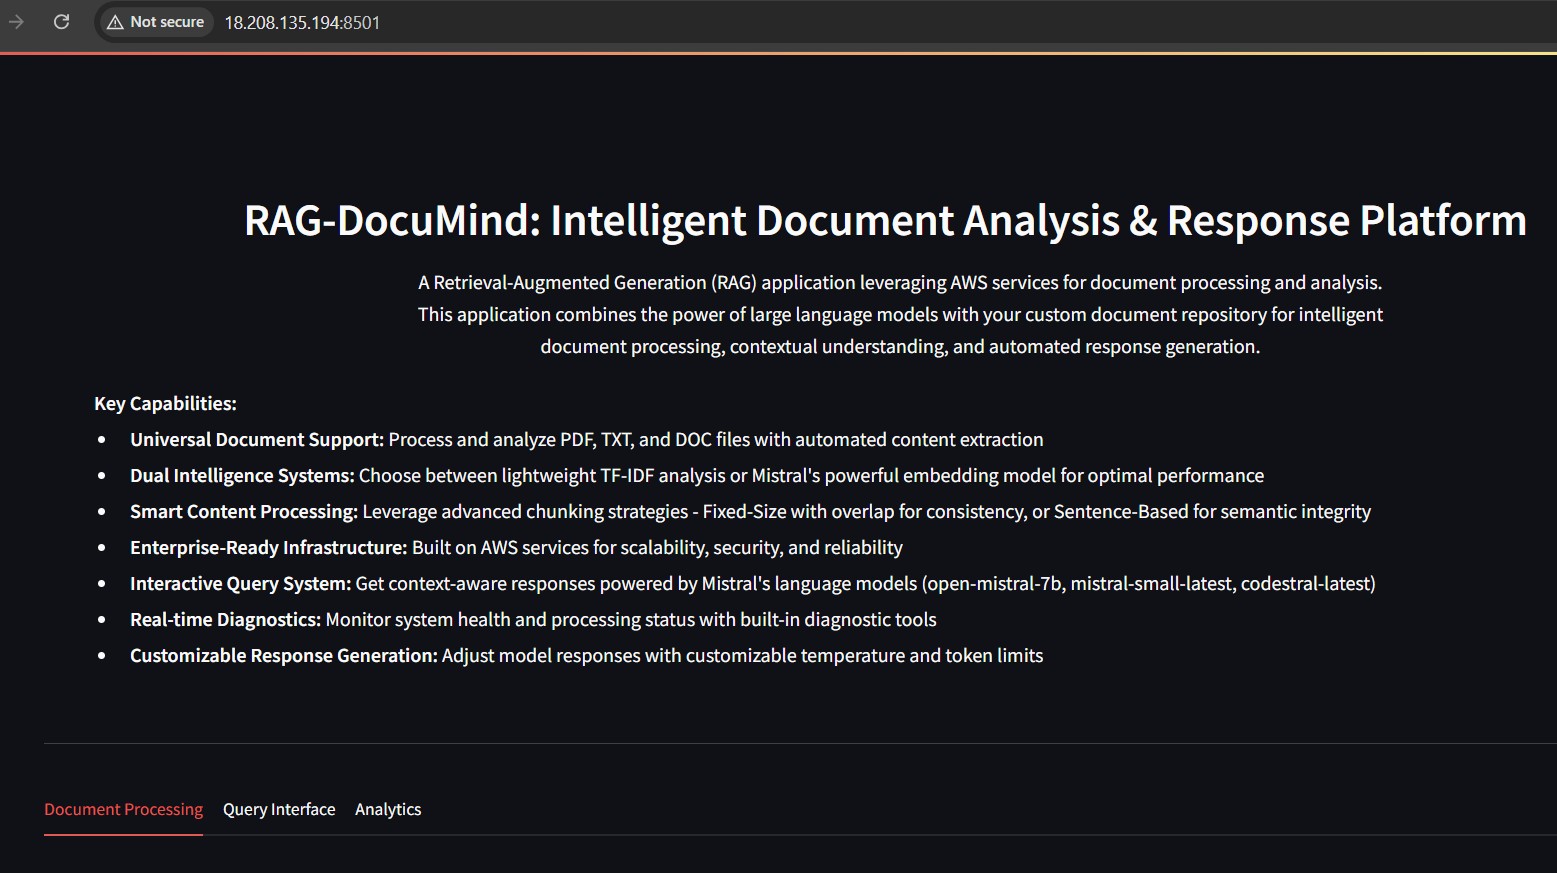 Not secure 18.208.135.194:8501
RAG-DocuMind: Intelligent Document Analysis & Response Platform
A Retrieval-Augmented Generation (RAG) application leveraging AWS services for document processing and analysis.
This application combines the power of large language models with your custom document repository for intelligent
document processing, contextual understanding, and automated response generation.
Key Capabilities:
• Universal Document Support: Process and analyze PDF, TXT, and DOC files with automated content extraction
• Dual Intelligence Systems: Choose between lightweight TF-IDF analysis or Mistral's powerful embedding model for optimal performance
• Smart Content Processing: Leverage advanced chunking strategies - Fixed-Size with overlap for consistency, or Sentence-Based for semantic integrity
• Enterprise-Ready Infrastructure: Built on AWS services for scalability, security, and reliability
• Interactive Query System: Get context-aware responses powered by Mistral's language models (open-mistral-7b, mistral-small-latest, codestral-latest)
• Real-time Diagnostics: Monitor system health and processing status with built-in diagnostic tools
• Customizable Response Generation: Adjust model responses with customizable temperature and token limits
Document Processing Query Interface Analytics